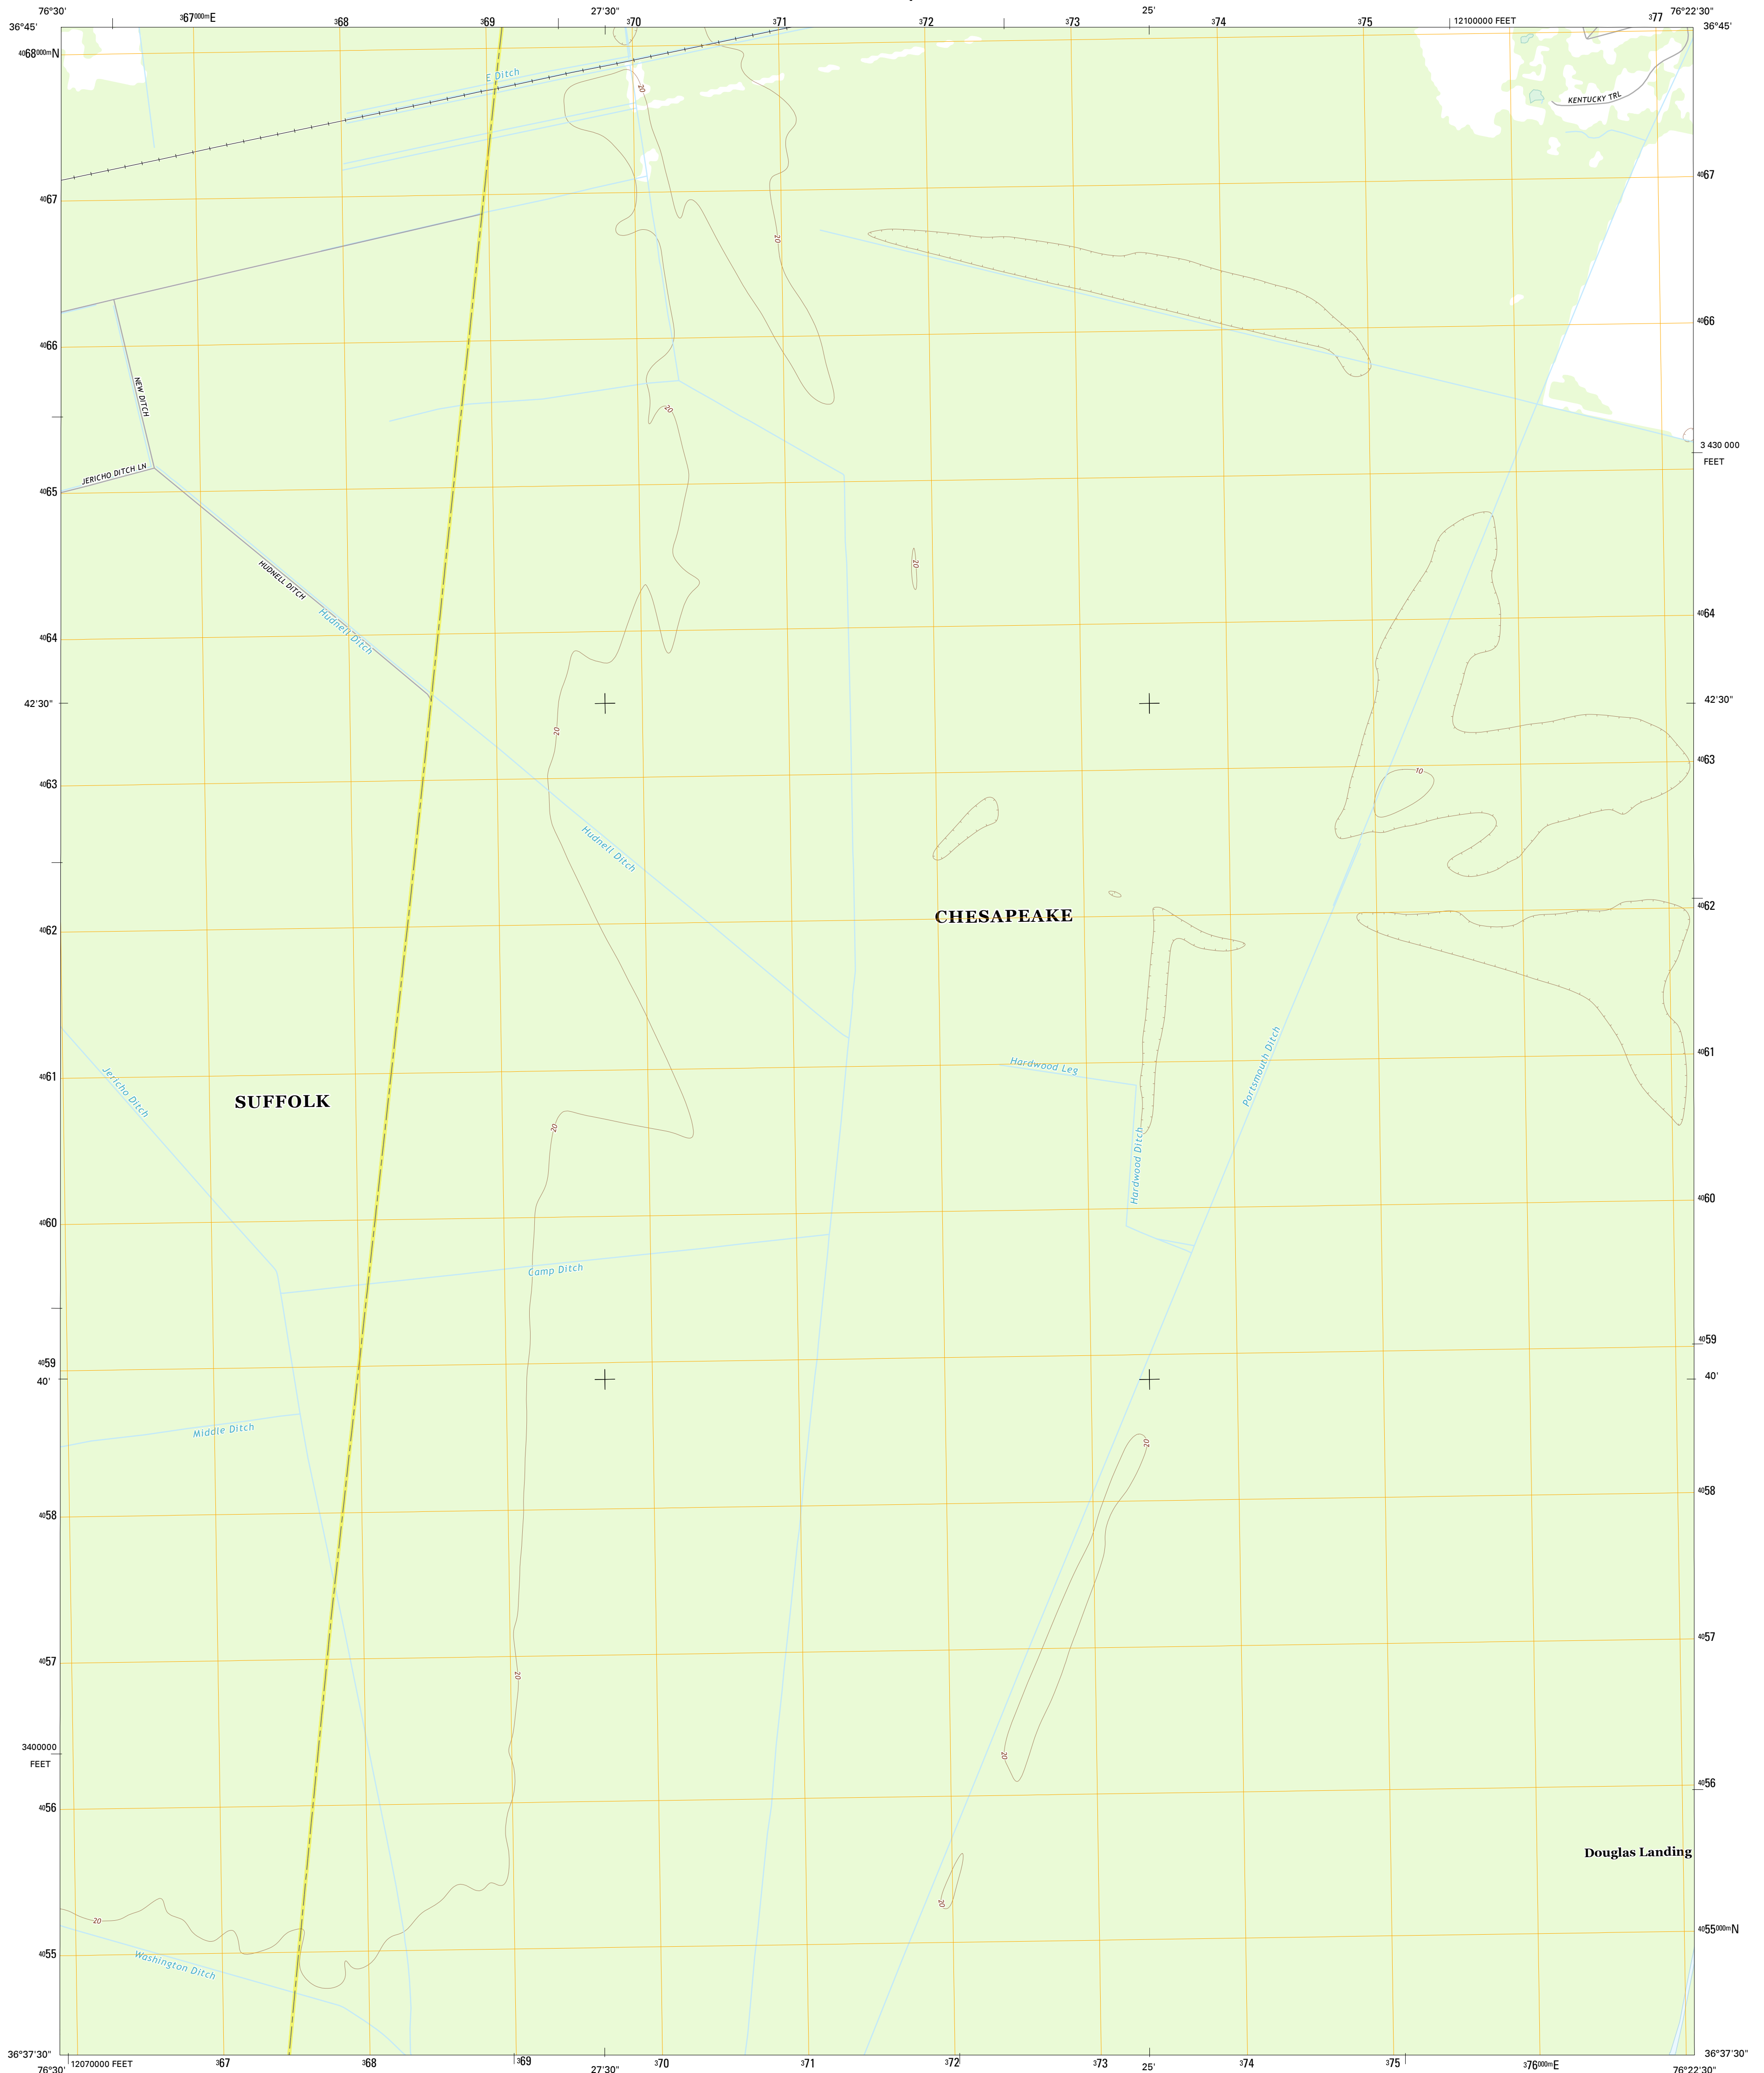 76°30'
³67⁰⁰⁰ᵐE
³68
³69
27'30"
³70
³71
³72
³73
25'
³74
³75
12100000 FEET
³77
76°22'30"
36°45'
36°45'
⁴⁰68⁰⁰⁰ᵐN
E Ditch
20
KENTUCKY TRL
⁴⁰67
⁴⁰67
20
⁴⁰66
⁴⁰66
NEW DITCH
20
3 430 000
FEET
JERICHO DITCH LN
⁴⁰65
HUDNELL DITCH
20
Hudnell Ditch
⁴⁰64
⁴⁰64
42'30"
42'30"
20
⁴⁰63
⁴⁰63
10
Hudnell Ditch
CHESAPEAKE
⁴⁰62
⁴⁰62
Hardwood Leg
Portsmouth Ditch
⁴⁰61
⁴⁰61
Jericho Ditch
SUFFOLK
20
Hardwood Ditch
⁴⁰60
⁴⁰60
Camp Ditch
⁴⁰59
⁴⁰59
40'
40'
Middle Ditch
20
⁴⁰58
⁴⁰58
⁴⁰57
⁴⁰57
20
3400000
FEET
20
⁴⁰56
⁴⁰56
Douglas Landing
20
20
⁴⁰55
⁴⁰55⁰⁰⁰ᵐN
Washington Ditch
36°37'30"
36°37'30"
76°30'
12070000 FEET
³67
³68
³69
27'30"
³70
³71
³72
³73
25'
³74
³75
³76⁰⁰⁰ᵐE
76°22'30"